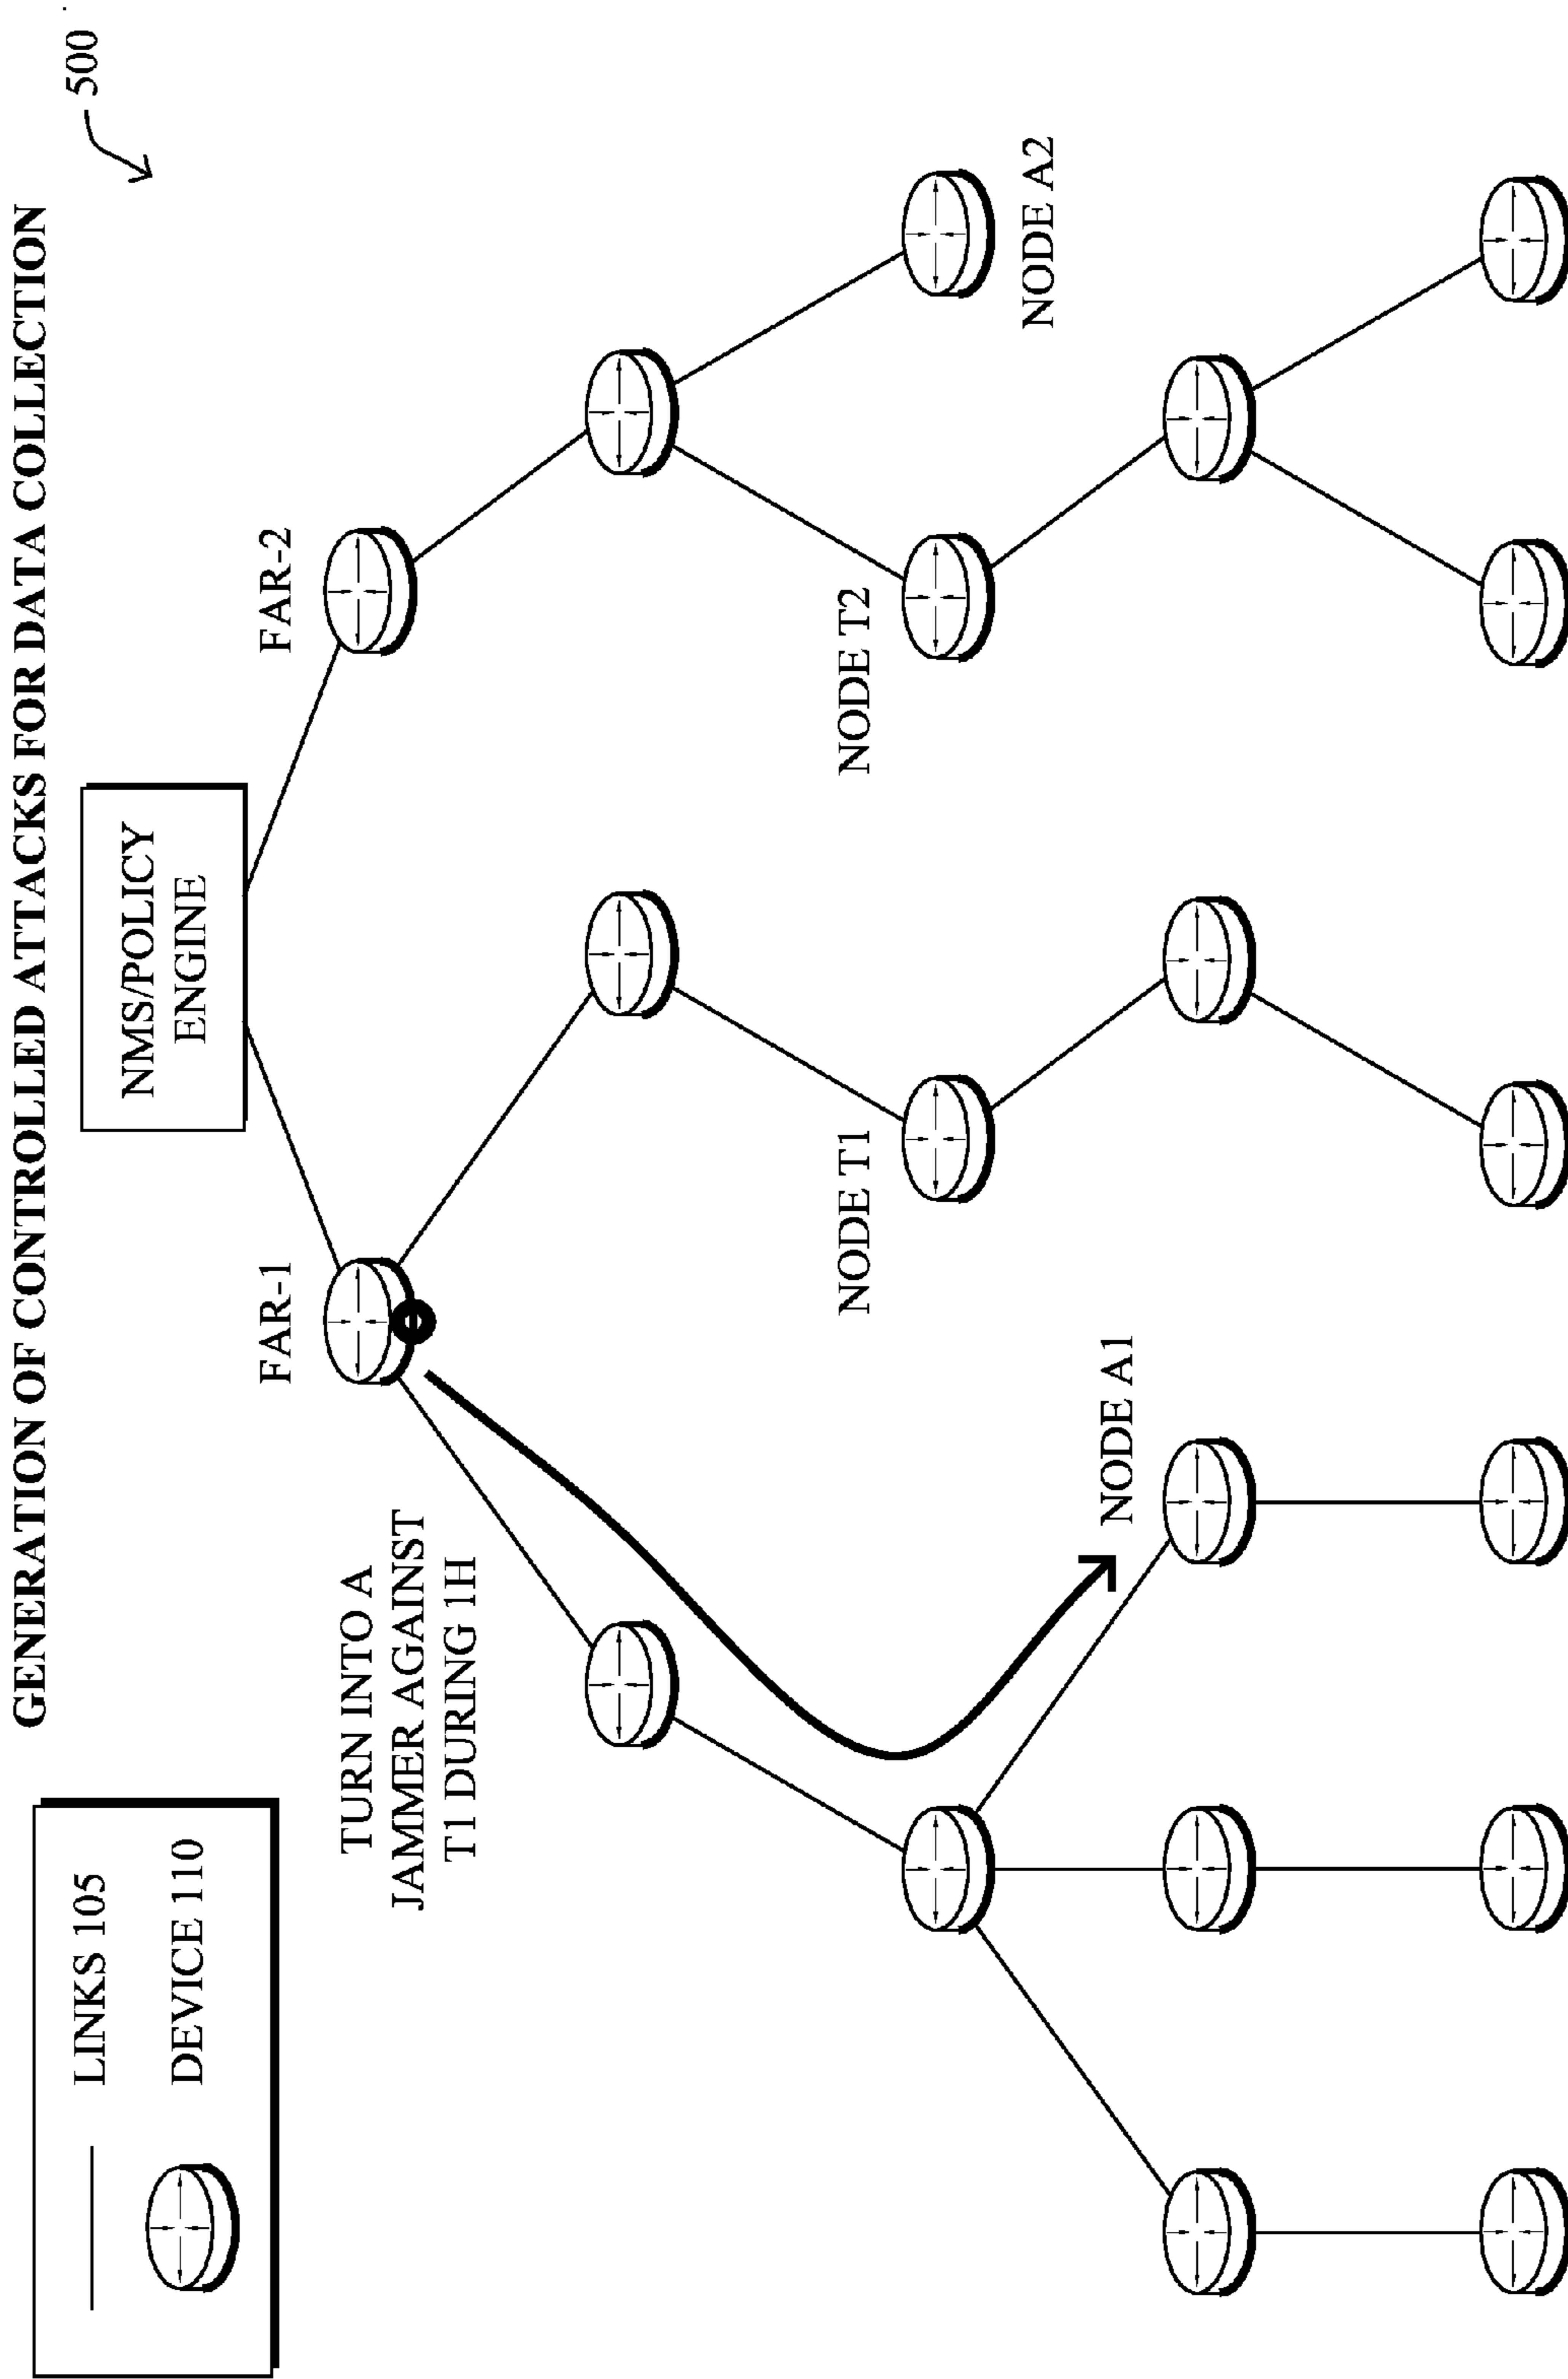 GENERATION OF CONTROLLED ATTACKS FOR DATA COLLECTION
500
LINKS 105
DEVICE 110
NMS/POLICY
ENGINE
FAR-1
FAR-2
TURN INTO A
JAMMER AGAINST
T1 DURING 1H
NODE T1
NODE T2
NODE A2
NODE A1